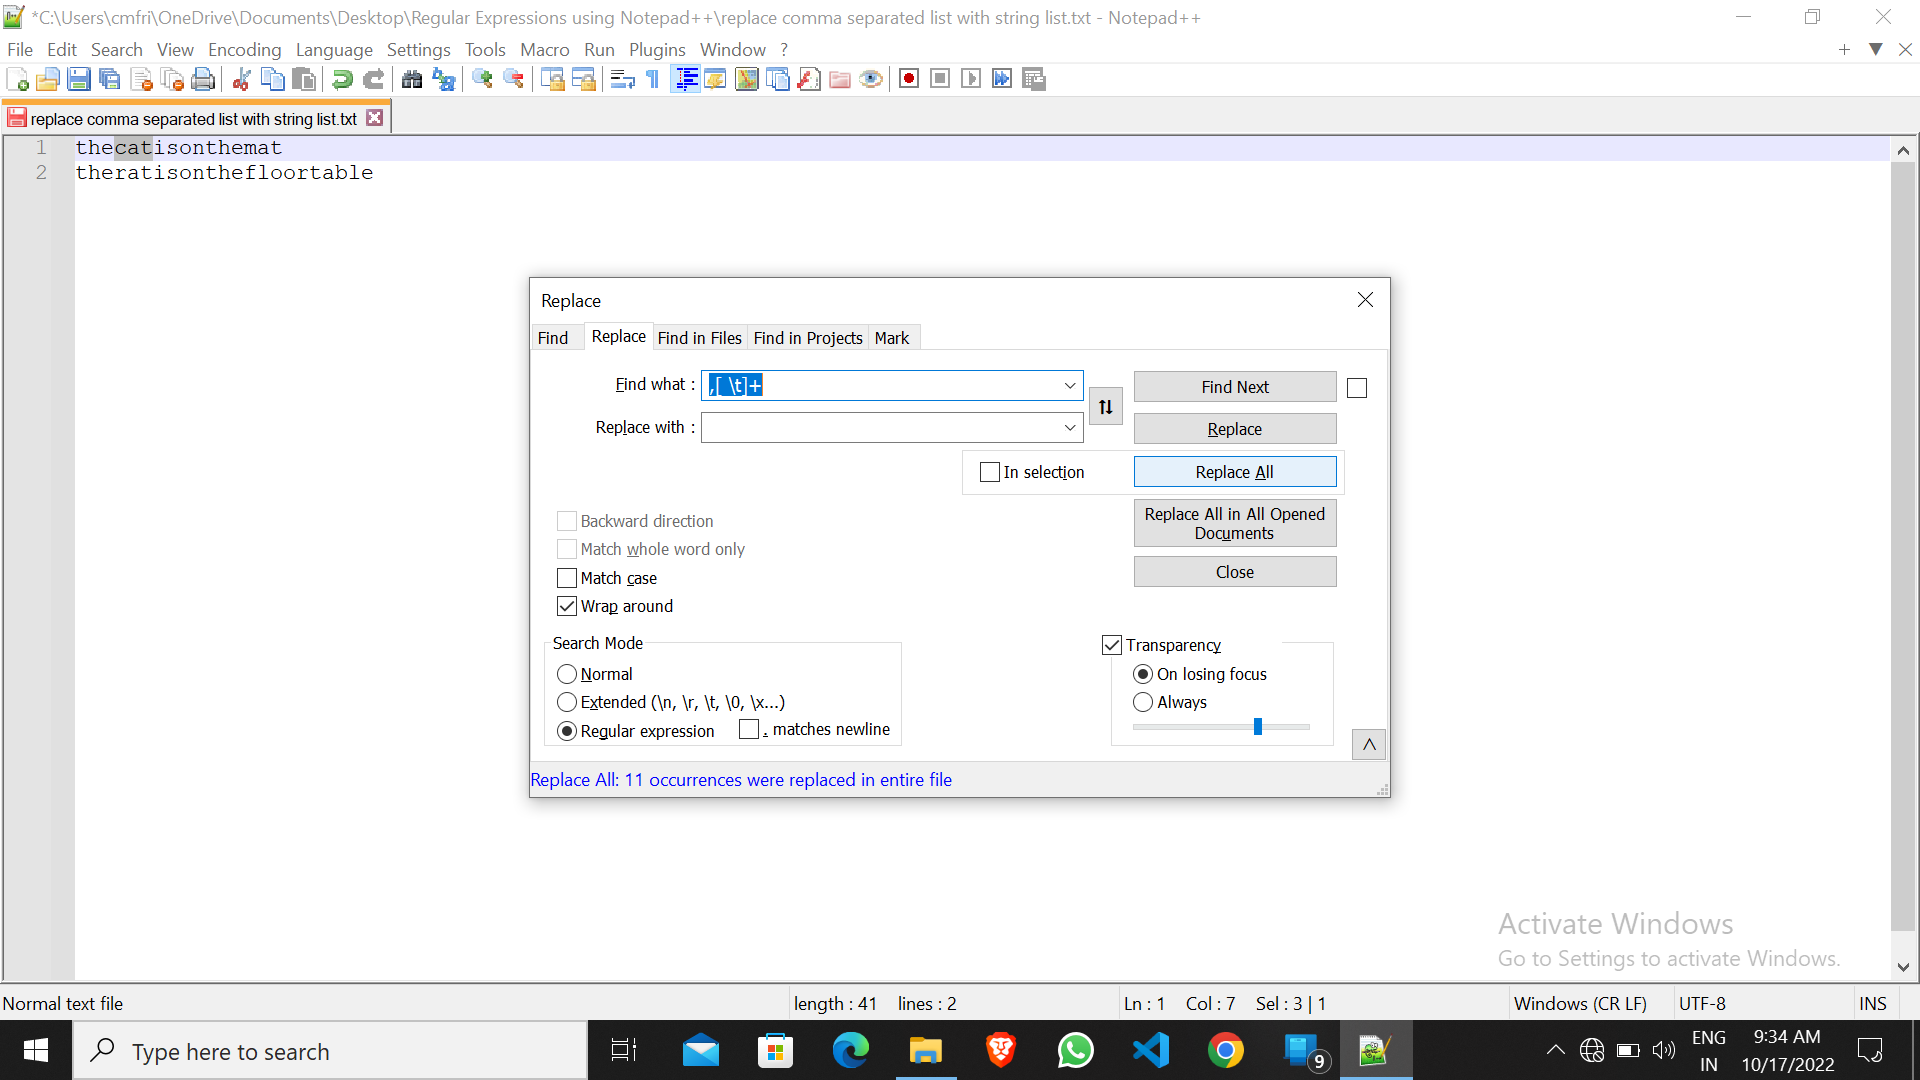 *C:\Users\cmfri\OneDrive\Documents\Desktop\Regular Expressions using Notepad++\replace comma separated list with string list.txt - Notepad++
File Edit Search View Encoding Language Settings Tools Macro Run Plugins Window ?
replace comma separated list with string list.txt
1 thecatisonthemat
2 theratisonthefloortable
Replace
Find Replace Find in Files Find in Projects Mark
Find what : ,[ \t]+ Find Next
Replace with : Replace
In selection Replace All
Replace All in All Opened
Documents
Close
Backward direction
Match whole word only
Match case
Wrap around
Search Mode
Normal
Extended (\n, \r, \t, \0, \x...)
Regular expression . matches newline
Transparency
On losing focus
Always
Replace All: 11 occurrences were replaced in entire file
Activate Windows
Go to Settings to activate Windows.
Normal text file length : 41 lines : 2 Ln : 1 Col : 7 Sel : 3 | 1 Windows (CR LF) UTF-8 INS
Type here to search
9
ENG
IN
9:34 AM
10/17/2022